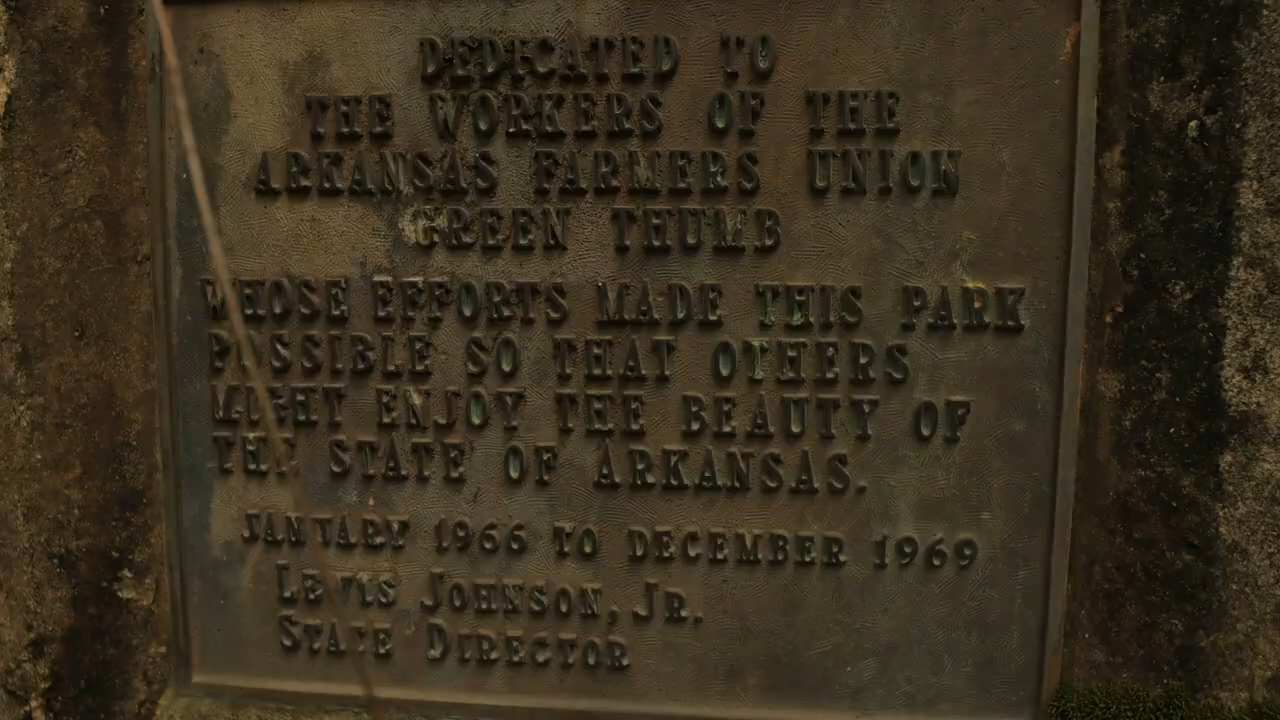 DEDICATED TO
THE WORKERS OF THE
ARKANSAS FARMERS UNION
GREEN THUMB
WHOSE EFFORTS MADE THIS PARK
POSSIBLE SO THAT OTHERS
MIGHT ENJOY THE BEAUTY OF
THE STATE OF ARKANSAS.
JANUARY 1966 TO DECEMBER 1969
LEWIS JOHNSON, JR.
STATE DIRECTOR